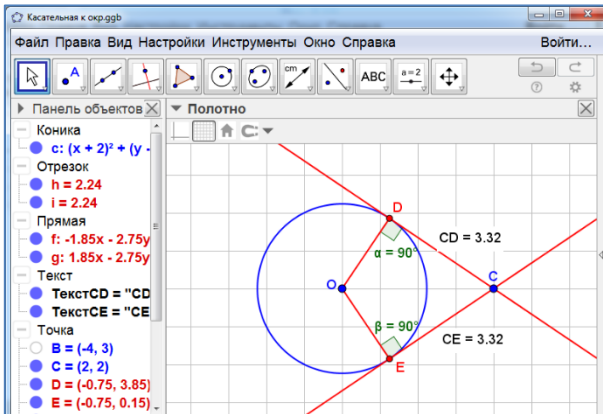 Касательная к окр.ggb
Файл Правка Вид Настройки Инструменты Окно Справка Войти...
A cm ABC a=2
Панель объектов
Полотно
Коника
c: (x + 2)² + (y -
Отрезок
h = 2.24
i = 2.24
Прямая
f: -1.85x - 2.75y
g: 1.85x - 2.75y
Текст
ТекстCD = "CD
ТекстCE = "CE
Точка
B = (-4, 3)
C = (2, 2)
D = (-0.75, 3.85)
E = (-0.75, 0.15)
D
CD = 3.32
α = 90°
O
C
β = 90°
CE = 3.32
E